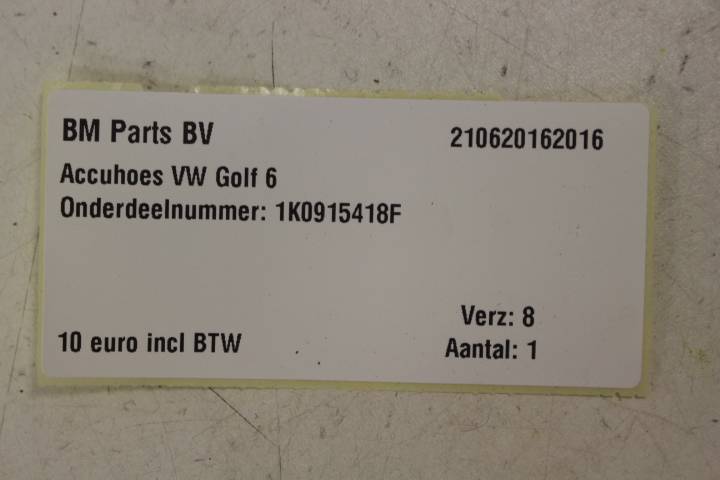 BM Parts BV
210620162016
Accuhoes VW Golf 6
Onderdeelnummer: 1K0915418F
Verz: 8
10 euro incl BTW
Aantal: 1